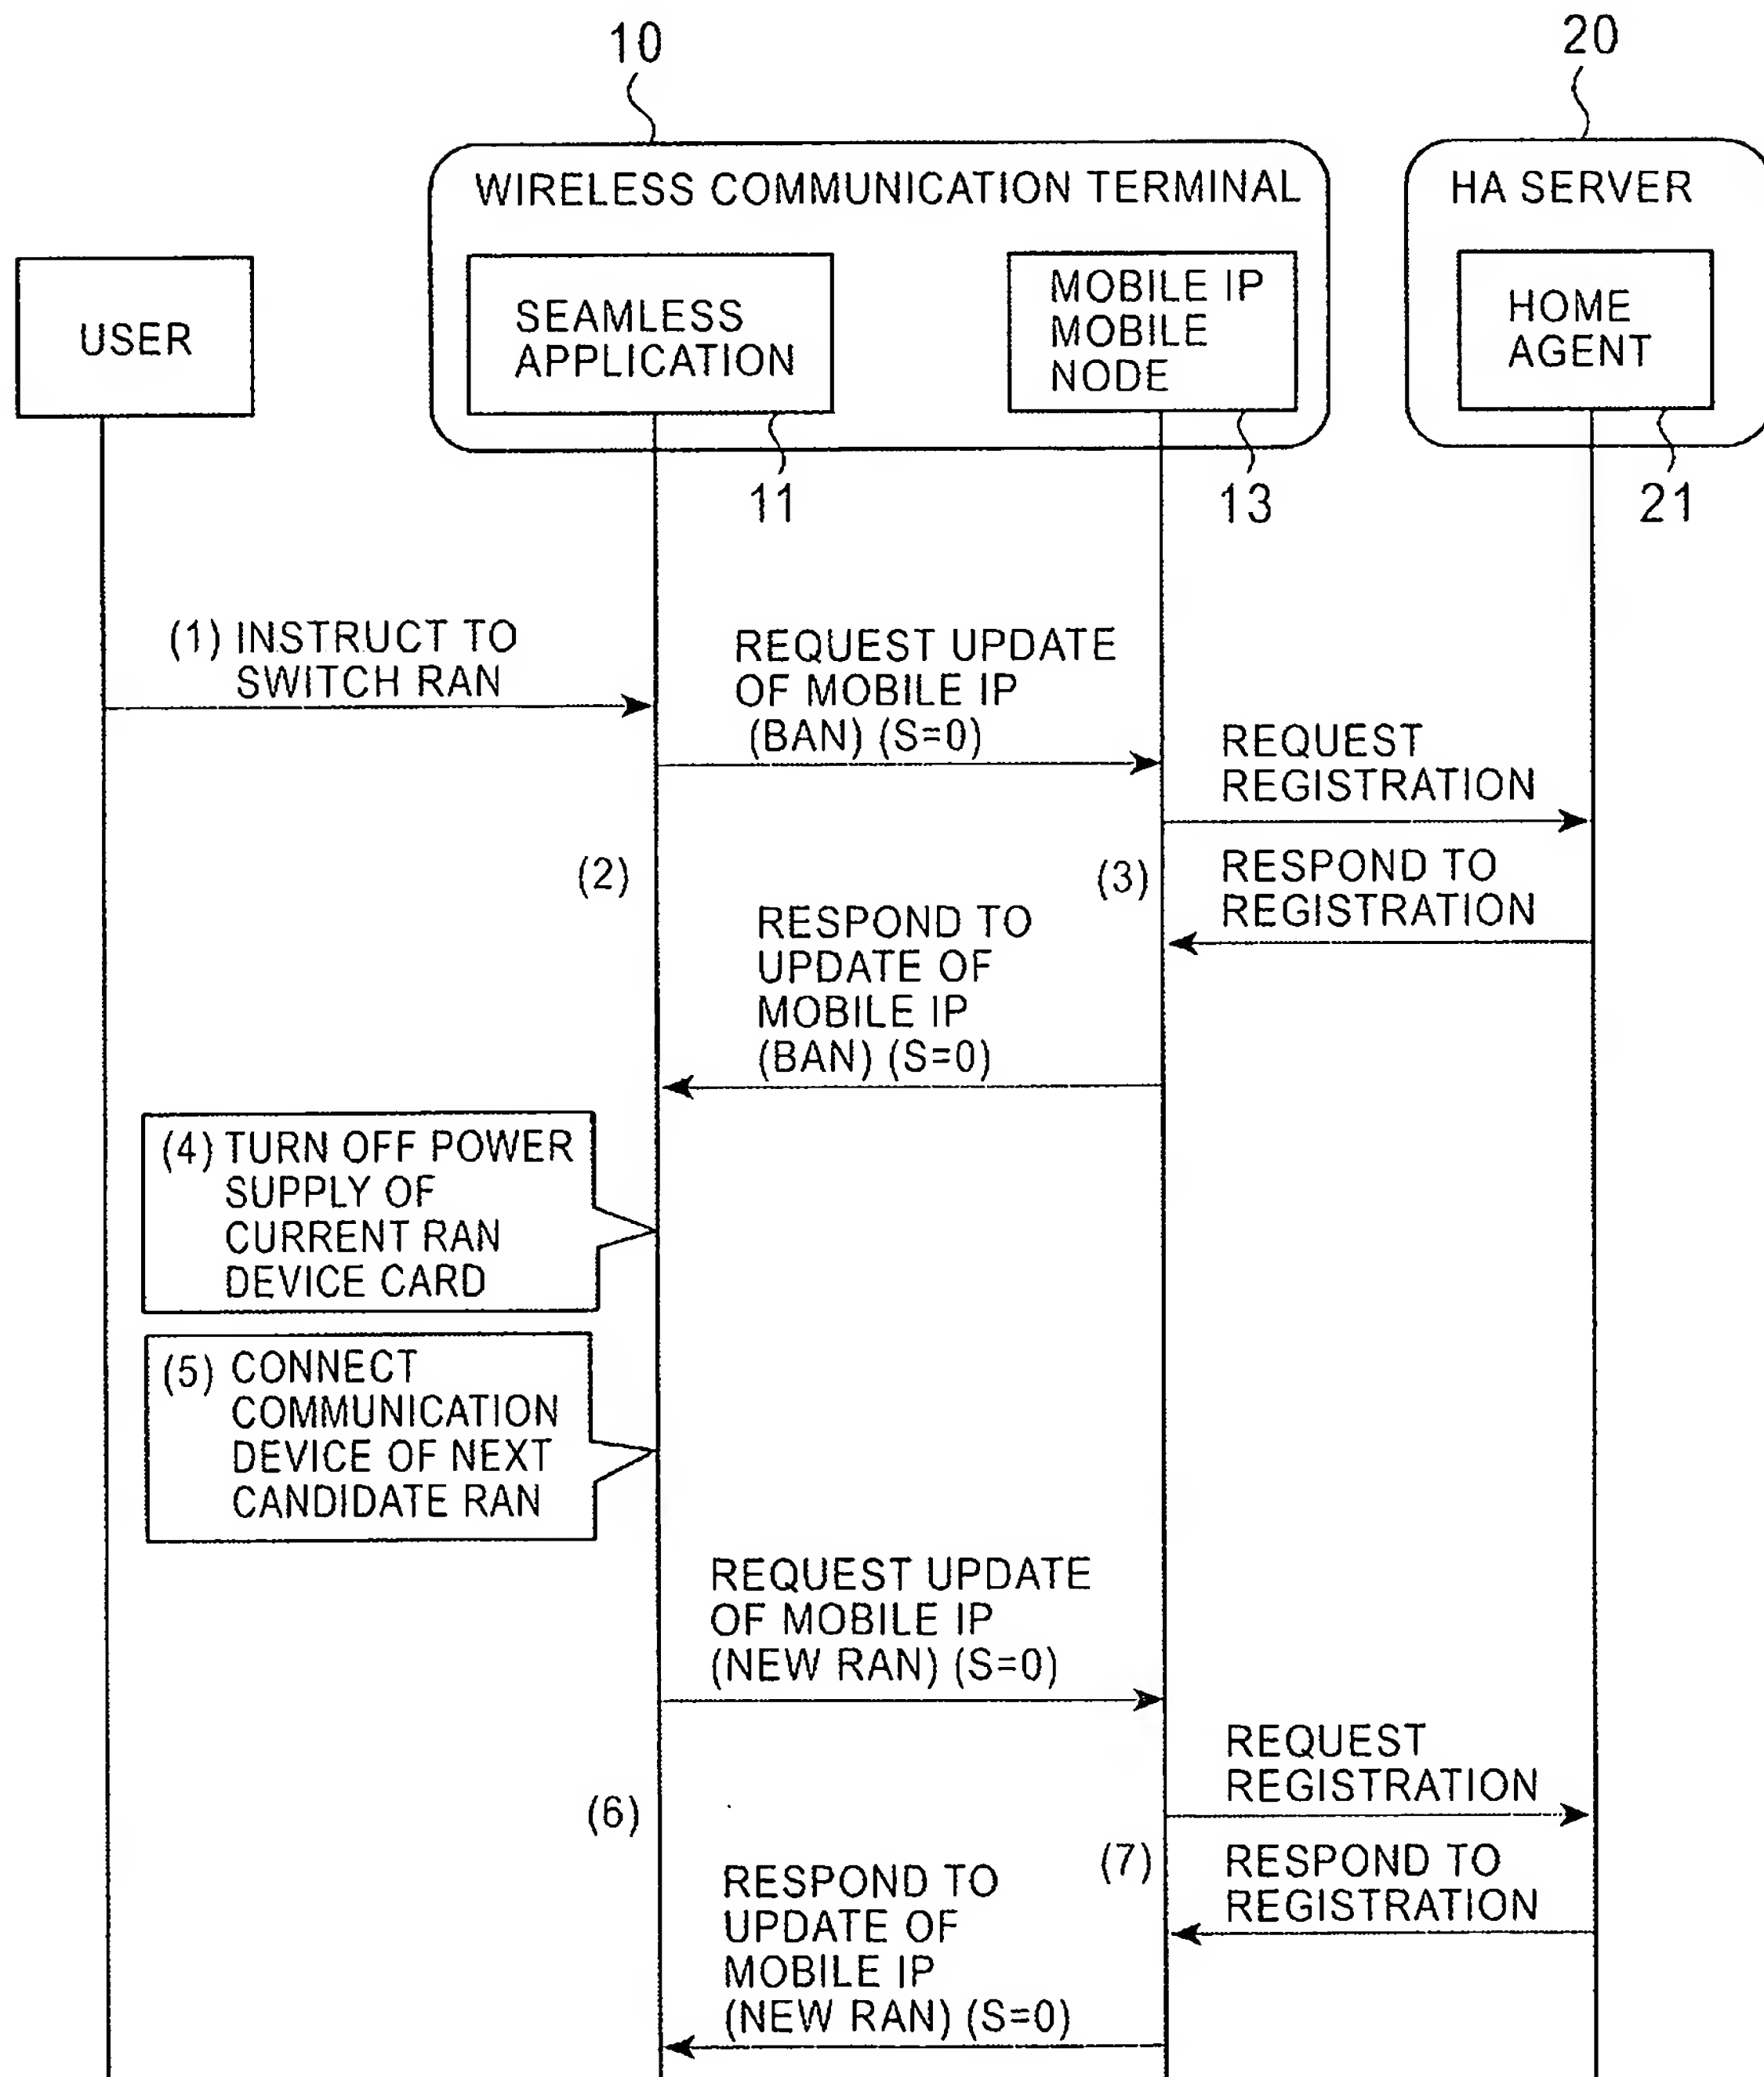 10
20
WIRELESS COMMUNICATION TERMINAL
HA SERVER
USER
SEAMLESS
APPLICATION
MOBILE IP
MOBILE
NODE
HOME
AGENT
11
13
21
(1) INSTRUCT TO
SWITCH RAN
REQUEST UPDATE
OF MOBILE IP
(BAN) (S=0)
REQUEST
REGISTRATION
(2)
(3)
RESPOND TO
REGISTRATION
RESPOND TO
UPDATE OF
MOBILE IP
(BAN) (S=0)
(4) TURN OFF POWER
SUPPLY OF
CURRENT RAN
DEVICE CARD
(5) CONNECT
COMMUNICATION
DEVICE OF NEXT
CANDIDATE RAN
REQUEST UPDATE
OF MOBILE IP
(NEW RAN) (S=0)
REQUEST
REGISTRATION
(6)
(7)
RESPOND TO
REGISTRATION
RESPOND TO
UPDATE OF
MOBILE IP
(NEW RAN) (S=0)